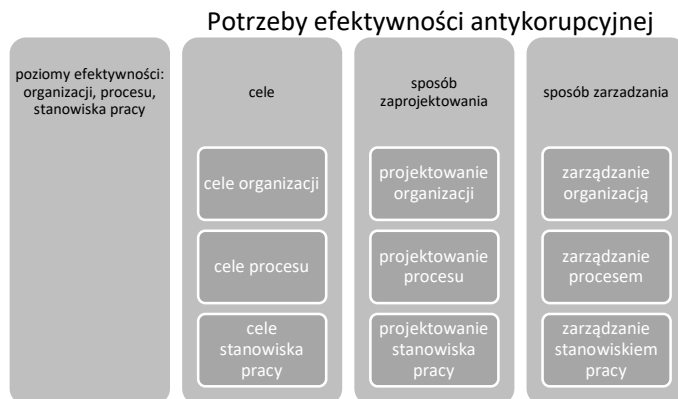 Potrzeby efektywności antykorupcyjnej
poziomy efektywności:
organizacji, procesu,
stanowiska pracy
cele
sposób
zaprojektowania
sposób zarzadzania
cele organizacji
projektowanie
organizacji
zarządzanie
organizacją
cele procesu
projektowanie
procesu
zarządzanie
procesem
cele
stanowiska
pracy
projektowanie
stanowiska
pracy
zarządzanie
stanowiskiem
pracy